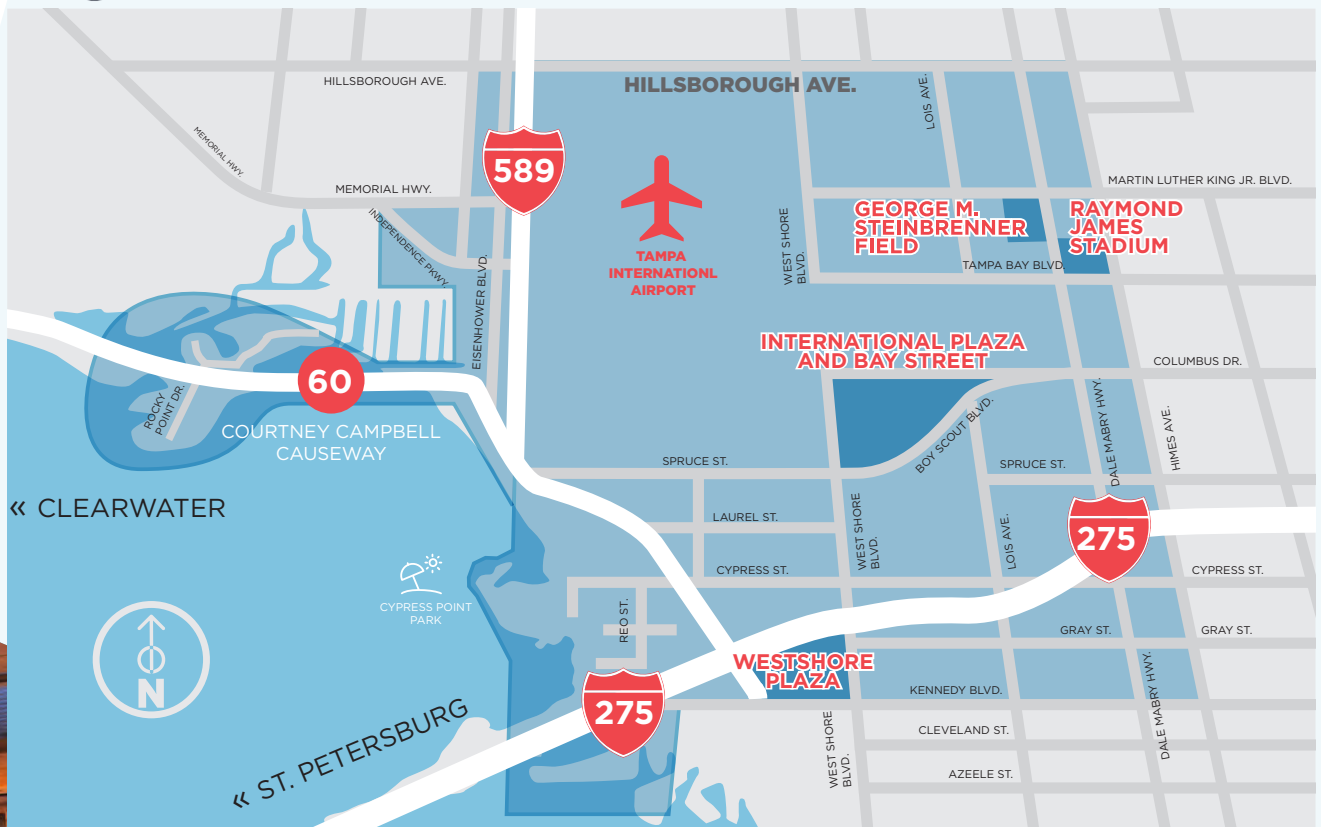 HILLSBOROUGH AVE.
HILLSBOROUGH AVE.
LOIS AVE.
MEMORIAL HWY.
589
MEMORIAL HWY.
MARTIN LUTHER KING JR. BLVD.
INDEPENDENCE PKWY.
EISENHOWER BLVD.
TAMPA
INTERNATIONL
AIRPORT
WEST SHORE
BLVD.
GEORGE M.
STEINBRENNER
FIELD
RAYMOND
JAMES
STADIUM
TAMPA BAY BLVD.
INTERNATIONAL PLAZA
AND BAY STREET
COLUMBUS DR.
60
ROCKY
POINT DR.
COURTNEY CAMPBELL
CAUSEWAY
BOY SCOUT BLVD.
DALE MABRY HWY.
HIMES AVE.
SPRUCE ST.
SPRUCE ST.
« CLEARWATER
LAUREL ST.
WEST SHORE
BLVD.
LOIS AVE.
275
CYPRESS ST.
CYPRESS ST.
CYPRESS POINT
PARK
REO ST.
GRAY ST.
GRAY ST.
N
WESTSHORE
PLAZA
KENNEDY BLVD.
275
« ST. PETERSBURG
WEST SHORE
BLVD.
CLEVELAND ST.
DALE MABRY HWY.
AZEELE ST.